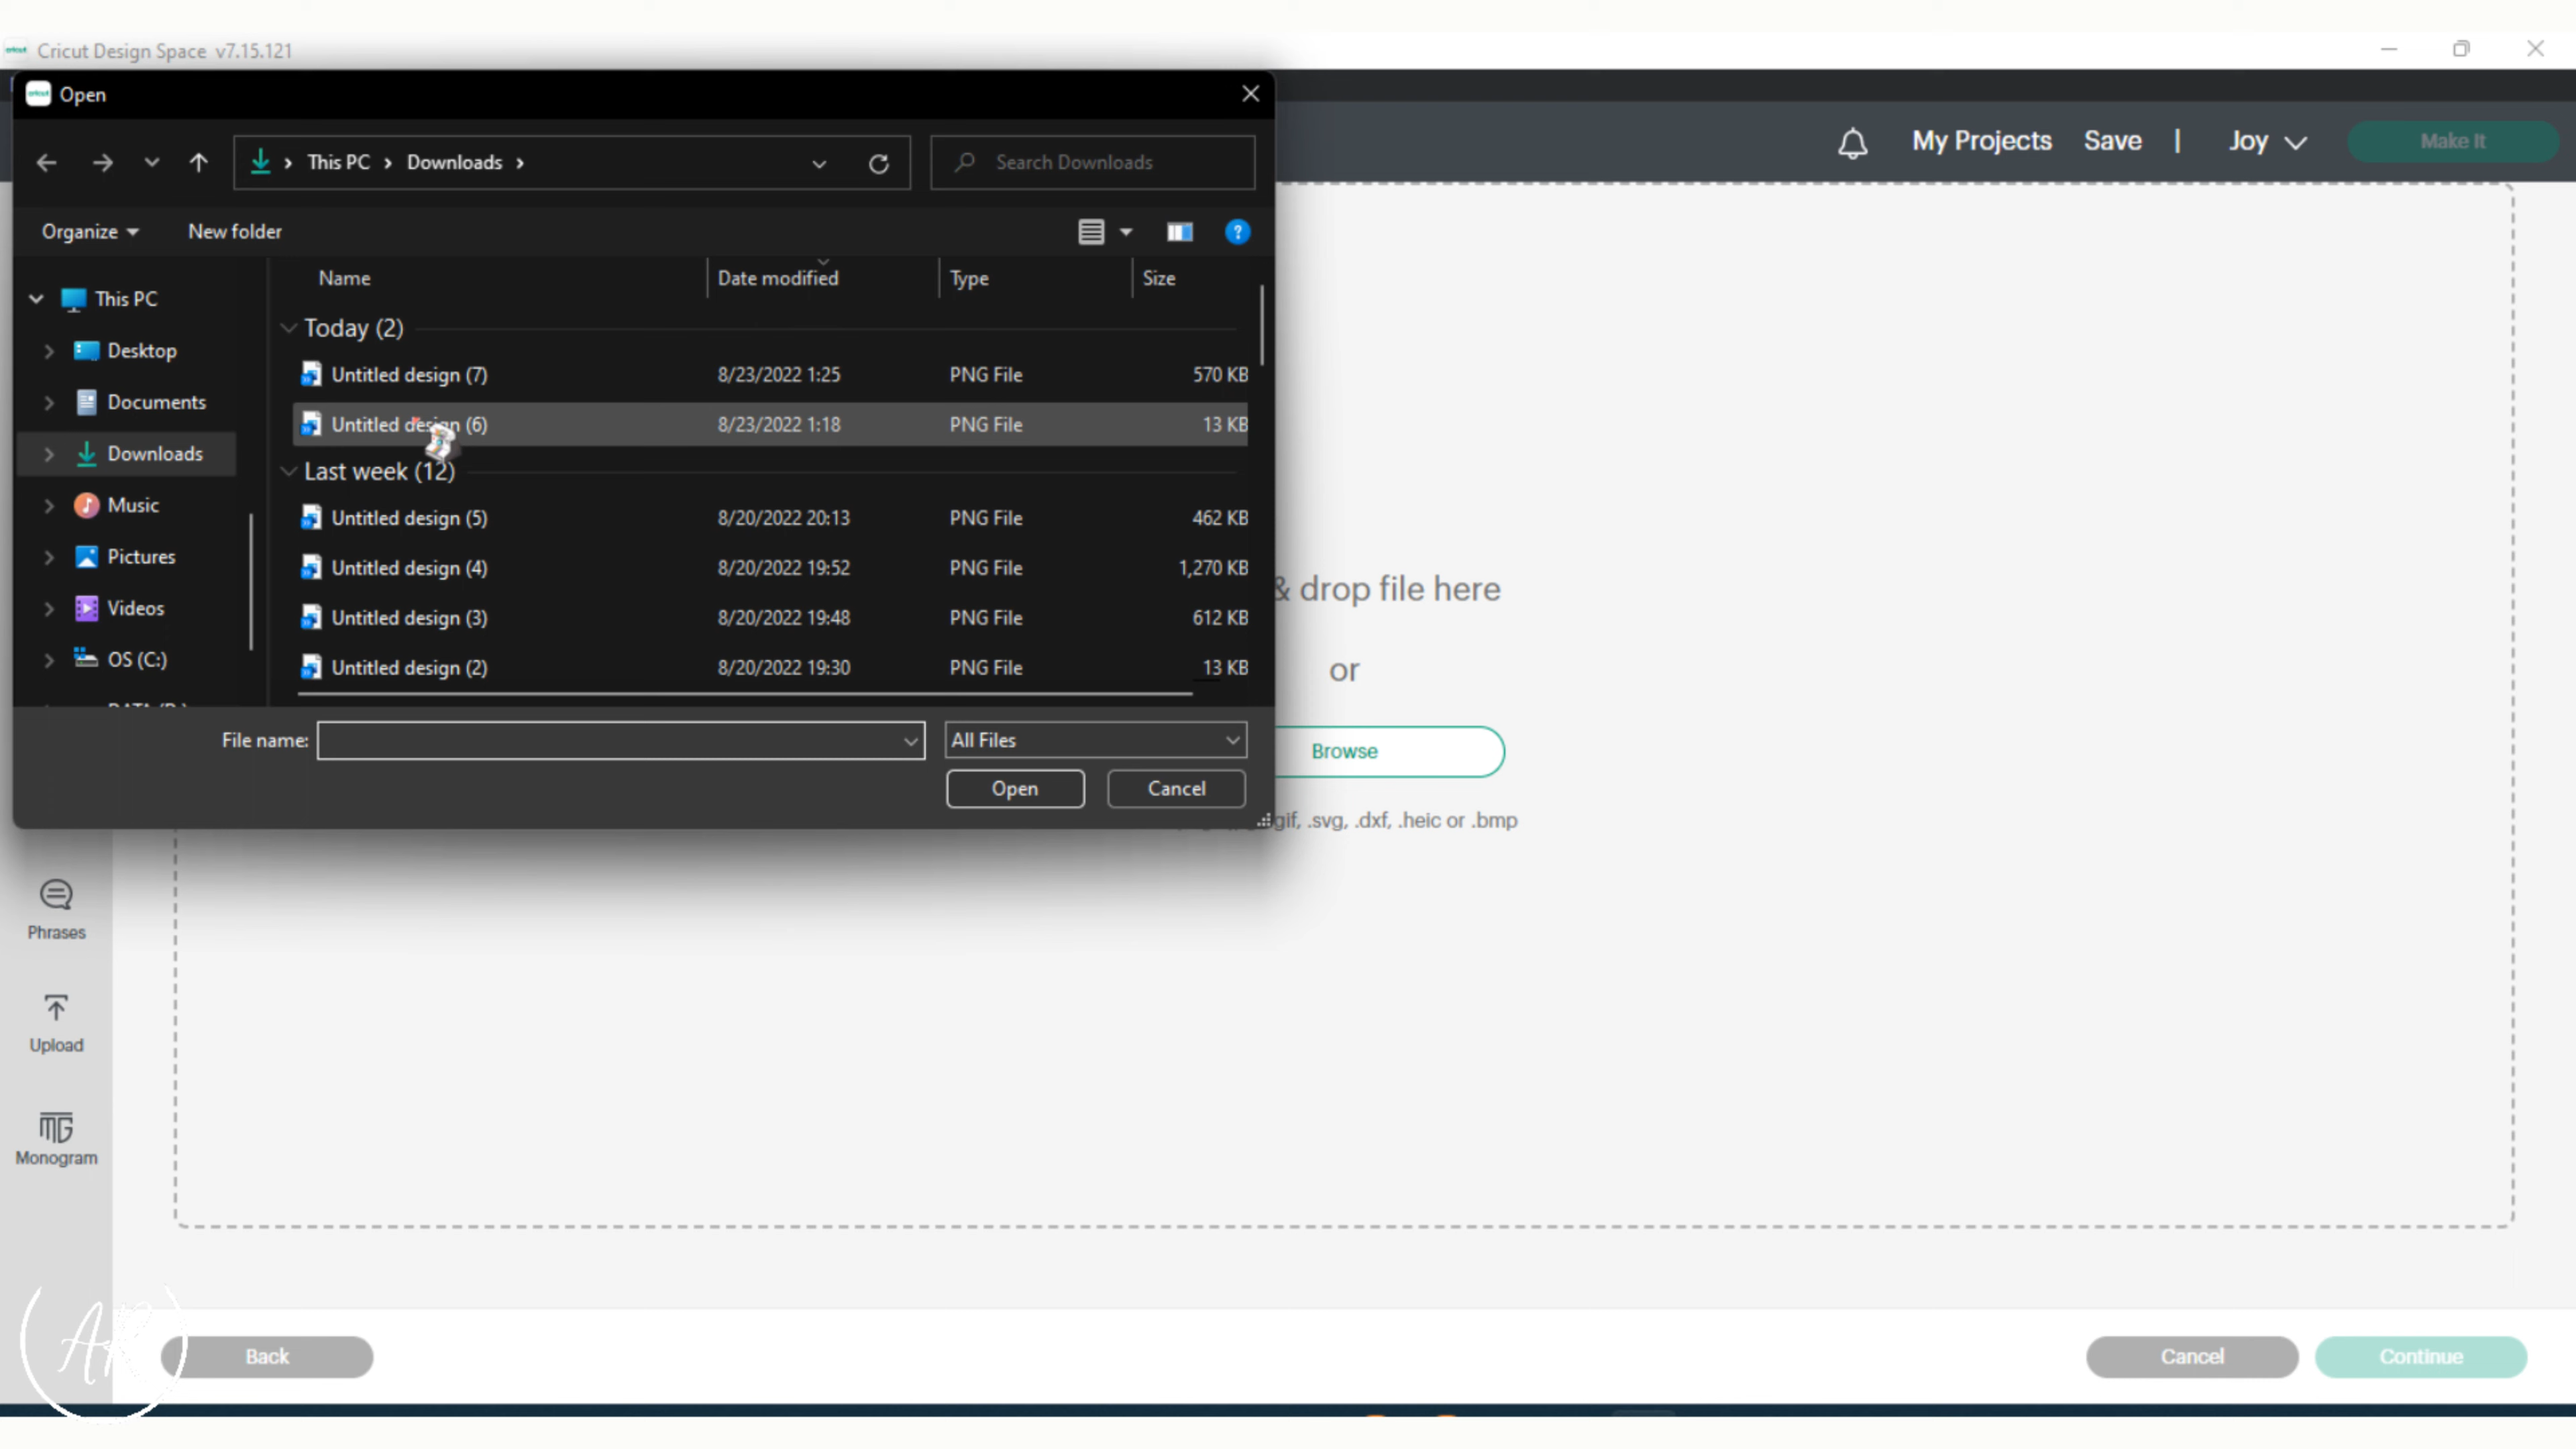 Cricut Design Space v7.15.121
Open
This PC
Downloads
Search Downloads
My Projects
Save
|
Joy
Make It
Organize
New folder
?
Name
Date modified
Type
Size
This PC
Desktop
Documents
Downloads
Music
Pictures
Videos
OS (C:)
Today (2)
Untitled design (7) 8/23/2022 1:25 PNG File 570 KB
Untitled design (6) 8/23/2022 1:18 PNG File 13 KB
Last week (12)
Untitled design (5) 8/20/2022 20:13 PNG File 462 KB
Untitled design (4) 8/20/2022 19:52 PNG File 1,270 KB
Untitled design (3) 8/20/2022 19:48 PNG File 612 KB
Untitled design (2) 8/20/2022 19:30 PNG File 13 KB
File name:
All Files
Open
Cancel
& drop file here
or
Browse
gif, .svg, .dxf, .heic or .bmp
Phrases
Upload
MG
Monogram
AR
Back
Cancel
Continue